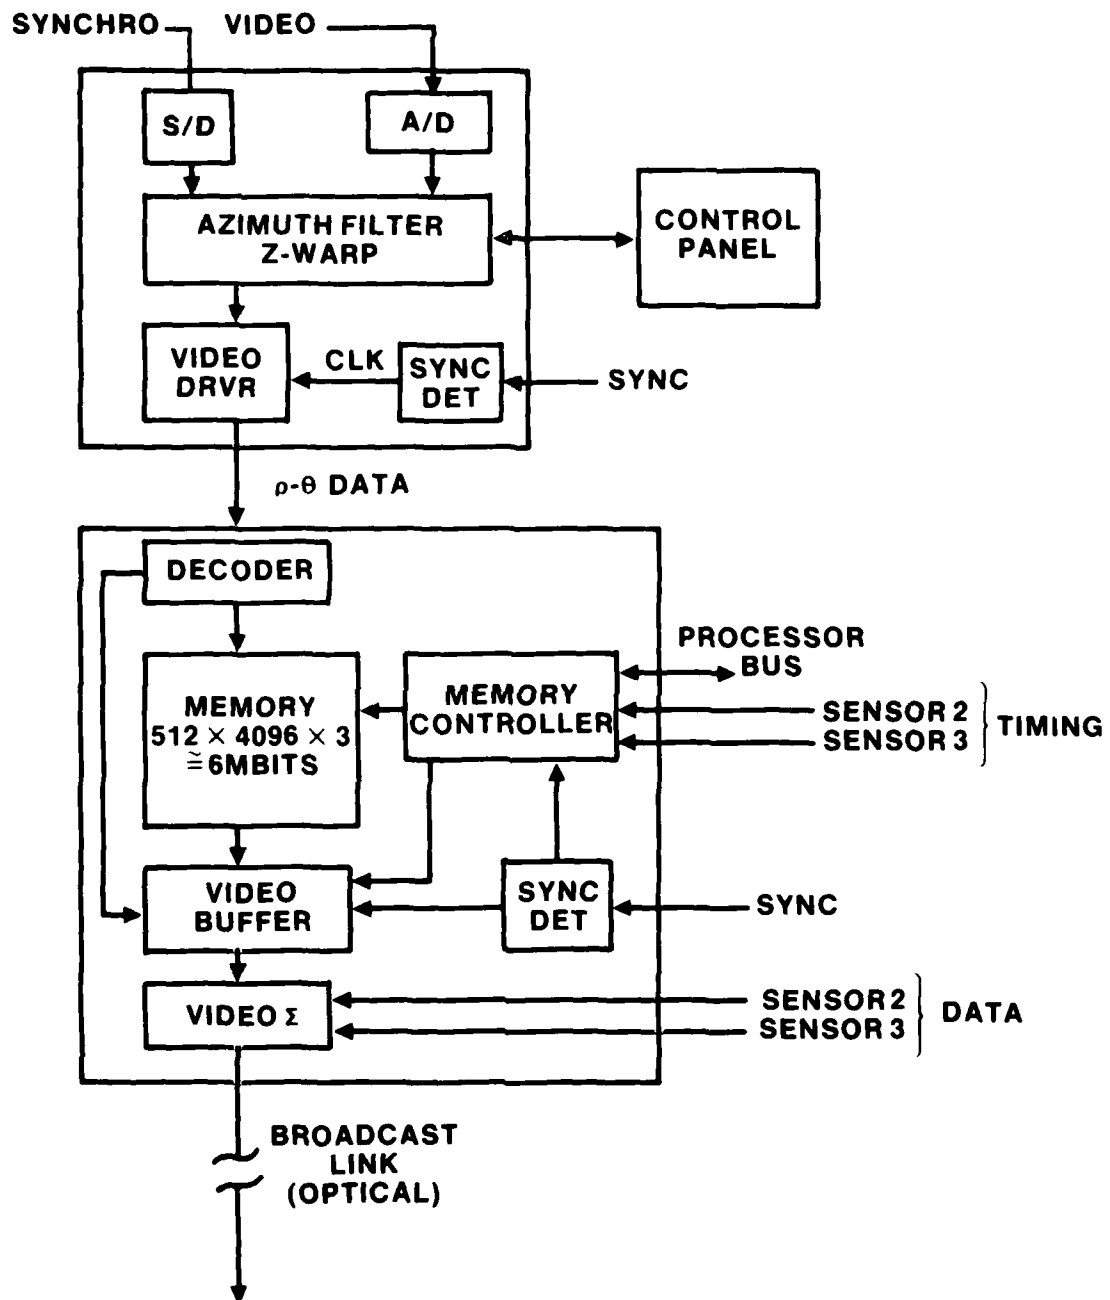 SYNCHRO
VIDEO
S/D
A/D
AZIMUTH FILTER
Z-WARP
CONTROL
PANEL
VIDEO
DRVR
CLK
SYNC
DET
SYNC
ρ-θ DATA
DECODER
MEMORY
512 × 4096 × 3
≅ 6MBITS
MEMORY
CONTROLLER
PROCESSOR
BUS
SENSOR 2
SENSOR 3
TIMING
VIDEO
BUFFER
SYNC
DET
SYNC
VIDEO Σ
SENSOR 2
SENSOR 3
DATA
BROADCAST
LINK
(OPTICAL)